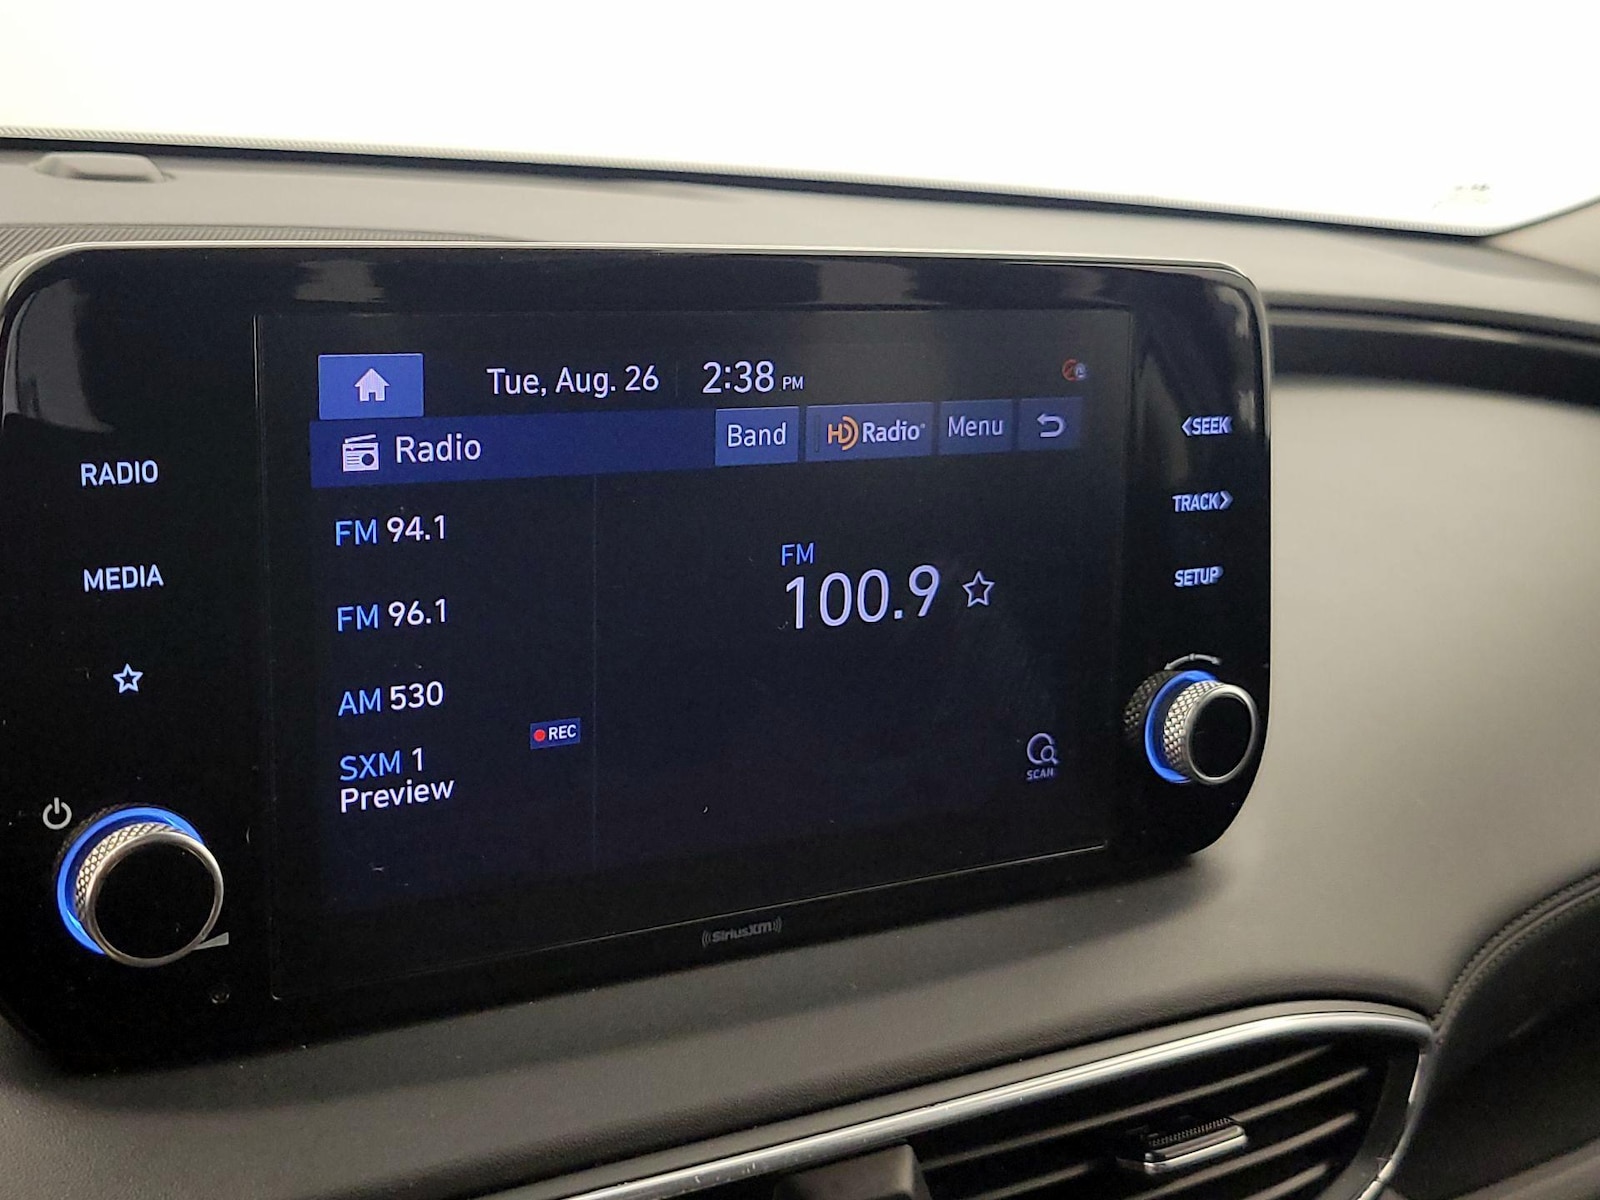 Tue, Aug. 26 2:38 PM
Radio Band HD Radio Menu
FM 94.1
FM 96.1
AM 530
SXM 1
Preview
REC
FM
100.9
SCAN
RADIO
MEDIA
SEEK
TRACK
SETUP
SiriusXM